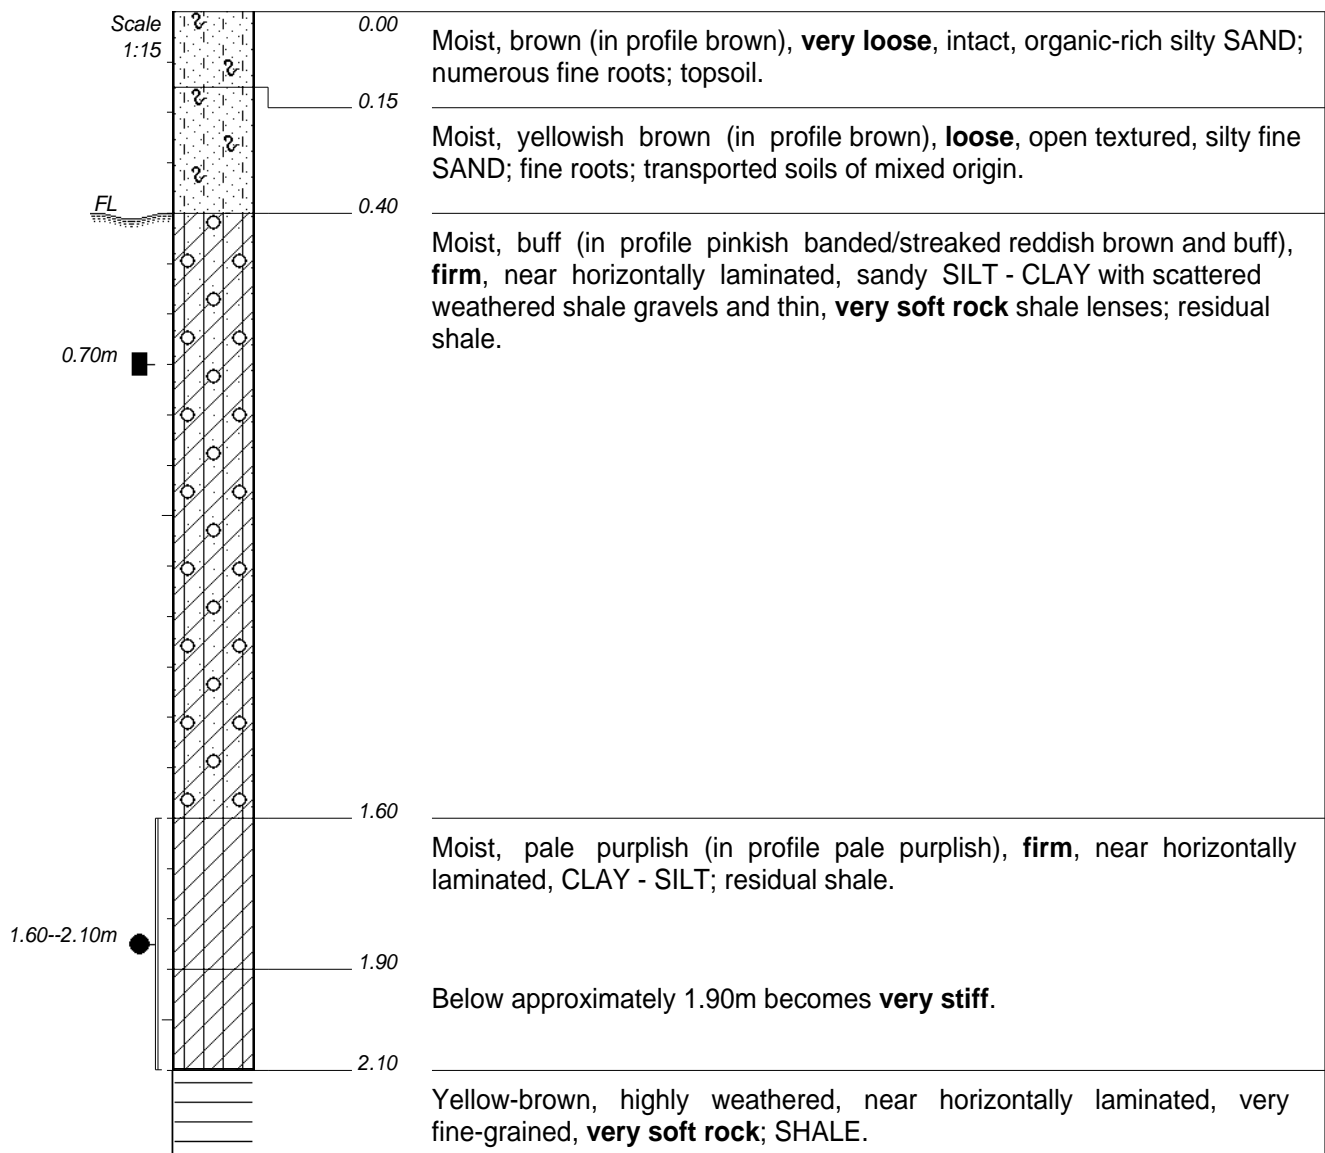 Scale
1:15
0.00
Moist, brown (in profile brown), very loose, intact, organic-rich silty SAND;
numerous fine roots; topsoil.
0.15
Moist, yellowish brown (in profile brown), loose, open textured, silty fine
SAND; fine roots; transported soils of mixed origin.
FL
0.40
Moist, buff (in profile pinkish banded/streaked reddish brown and buff),
firm, near horizontally laminated, sandy SILT - CLAY with scattered
weathered shale gravels and thin, very soft rock shale lenses; residual
shale.
0.70m
1.60
Moist, pale purplish (in profile pale purplish), firm, near horizontally
laminated, CLAY - SILT; residual shale.
1.60--2.10m
1.90
Below approximately 1.90m becomes very stiff.
2.10
Yellow-brown, highly weathered, near horizontally laminated, very
fine-grained, very soft rock; SHALE.